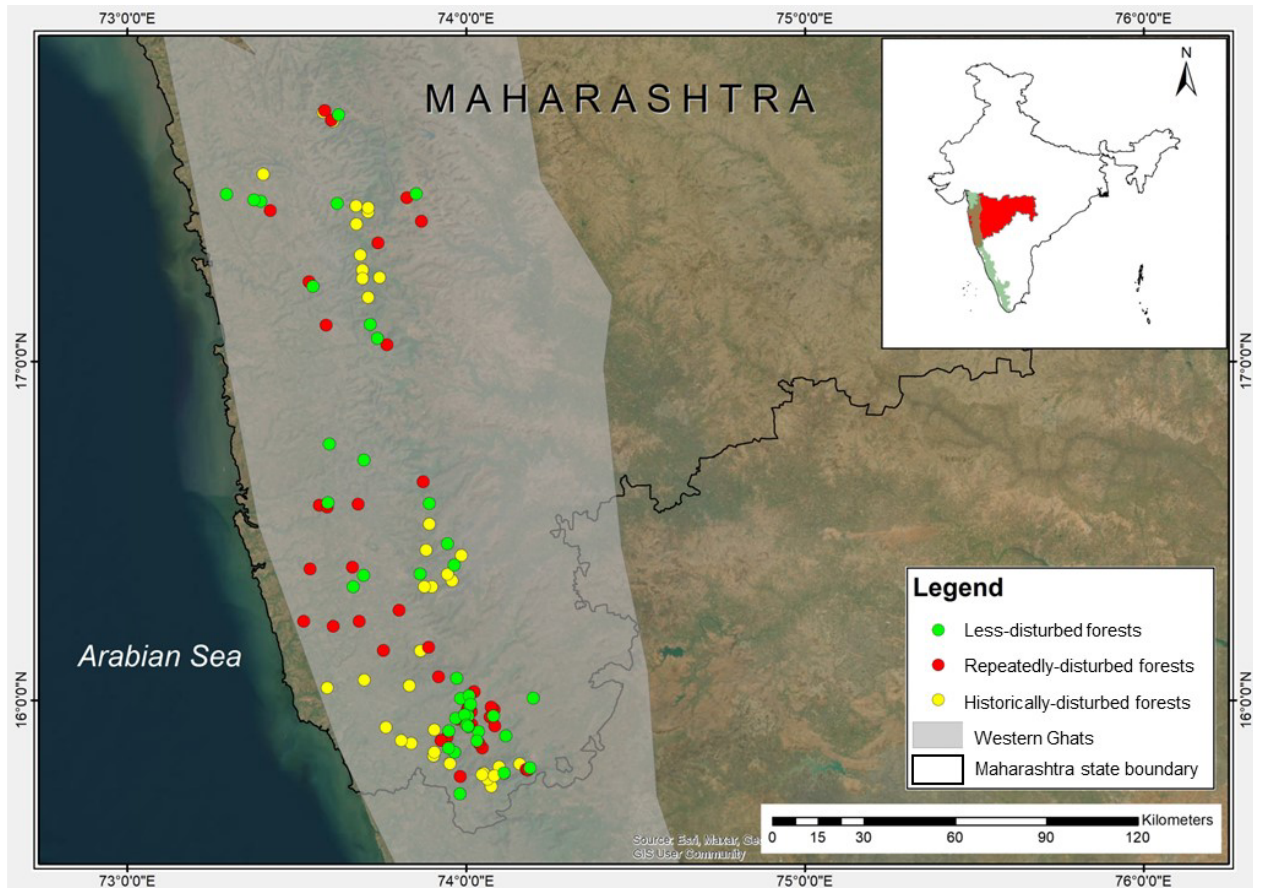 73°0'0"E 74°0'0"E 75°0'0"E 76°0'0"E
MAHARASHTRA
N
17°0'0"N 17°0'0"N
Arabian Sea
16°0'0"N 16°0'0"N
Legend
Less-disturbed forests
Repeatedly-disturbed forests
Historically-disturbed forests
Western Ghats
Maharashtra state boundary
Kilometers
0 15 30 60 90 120
Source: Esri, Maxar,
GIS User Community
73°0'0"E 74°0'0"E 75°0'0"E 76°0'0"E